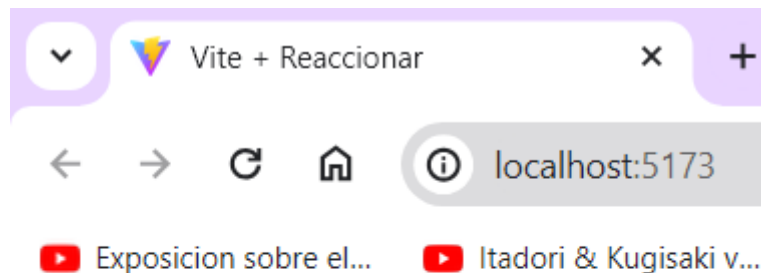 Vite + Reaccionar
localhost:5173
Exposicion sobre el... Itadori & Kugisaki v...